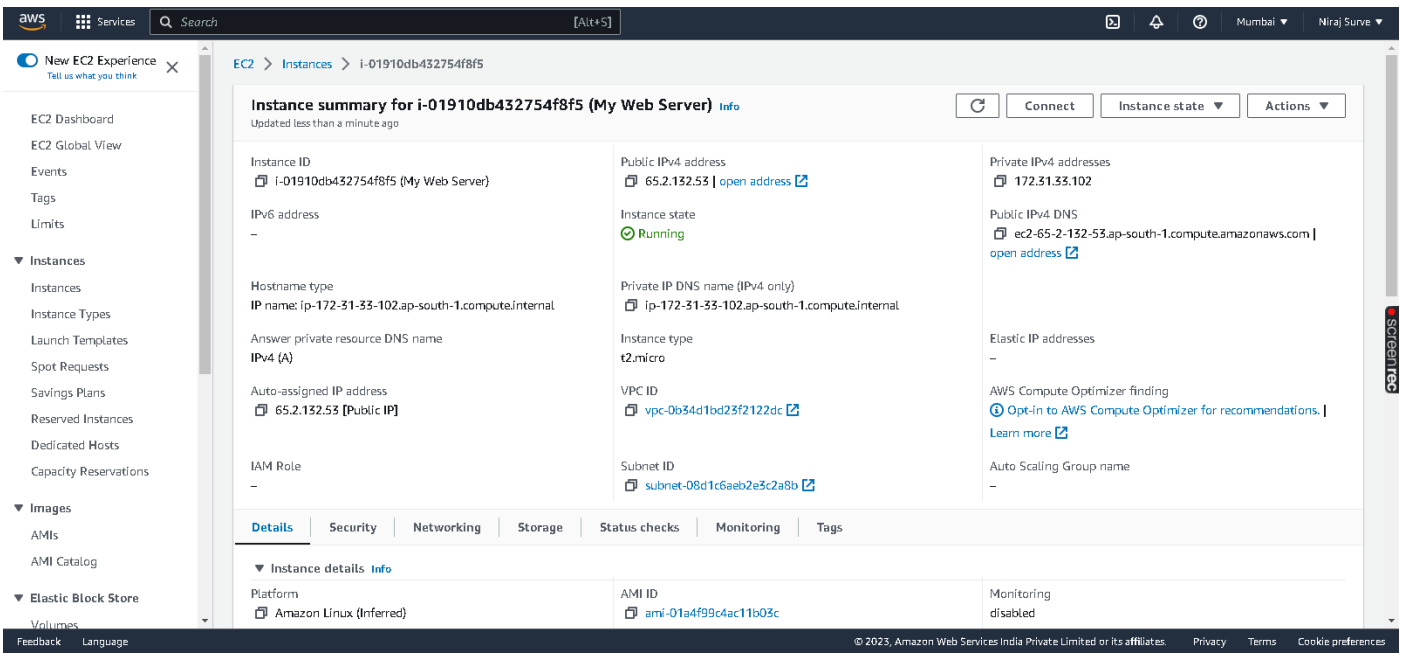 aws Services Search [Alt+S] Mumbai ▼ Niraj Surve ▼
New EC2 Experience
Tell us what you think
EC2 Dashboard
EC2 Global View
Events
Tags
Limits
▼ Instances
Instances
Instance Types
Launch Templates
Spot Requests
Savings Plans
Reserved Instances
Dedicated Hosts
Capacity Reservations
▼ Images
AMIs
AMI Catalog
▼ Elastic Block Store
Volumes
EC2 > Instances > i-01910db432754f8f5
Instance summary for i-01910db432754f8f5 (My Web Server) Info
Updated less than a minute ago
Connect Instance state ▼ Actions ▼
Instance ID
i-01910db432754f8f5 (My Web Server)
Public IPv4 address
65.2.132.53 | open address
Private IPv4 addresses
172.31.33.102
IPv6 address
–
Instance state
Running
Public IPv4 DNS
ec2-65-2-132-53.ap-south-1.compute.amazonaws.com |
open address
Hostname type
IP name: ip-172-31-33-102.ap-south-1.compute.internal
Private IP DNS name (IPv4 only)
ip-172-31-33-102.ap-south-1.compute.internal
Answer private resource DNS name
IPv4 (A)
Instance type
t2.micro
Elastic IP addresses
–
Auto-assigned IP address
65.2.132.53 [Public IP]
VPC ID
vpc-0b34d1bd23f2122dc
AWS Compute Optimizer finding
Opt-in to AWS Compute Optimizer for recommendations. |
Learn more
IAM Role
–
Subnet ID
subnet-08d1c6aeb2e3c2a8b
Auto Scaling Group name
–
Details Security Networking Storage Status checks Monitoring Tags
▼ Instance details Info
Platform
Amazon Linux (Inferred)
AMI ID
ami-01a4f99c4ac11b03c
Monitoring
disabled
screenrec
Feedback Language © 2023, Amazon Web Services India Private Limited or its affiliates. Privacy Terms Cookie preferences